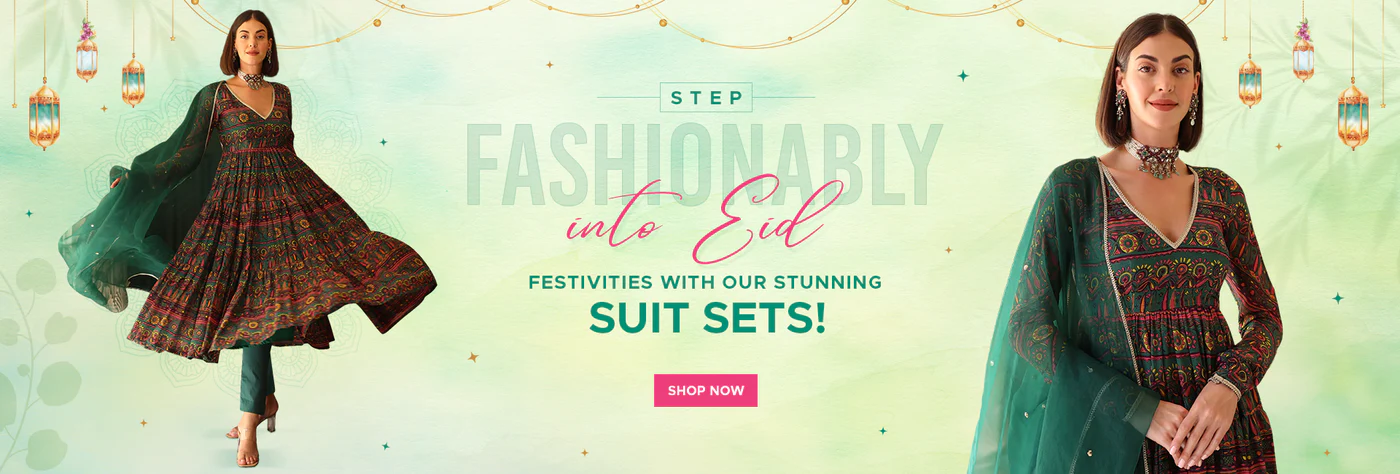 STEP
FASHIONABLY
into Eid
FESTIVITIES WITH OUR STUNNING
SUIT SETS!
SHOP NOW